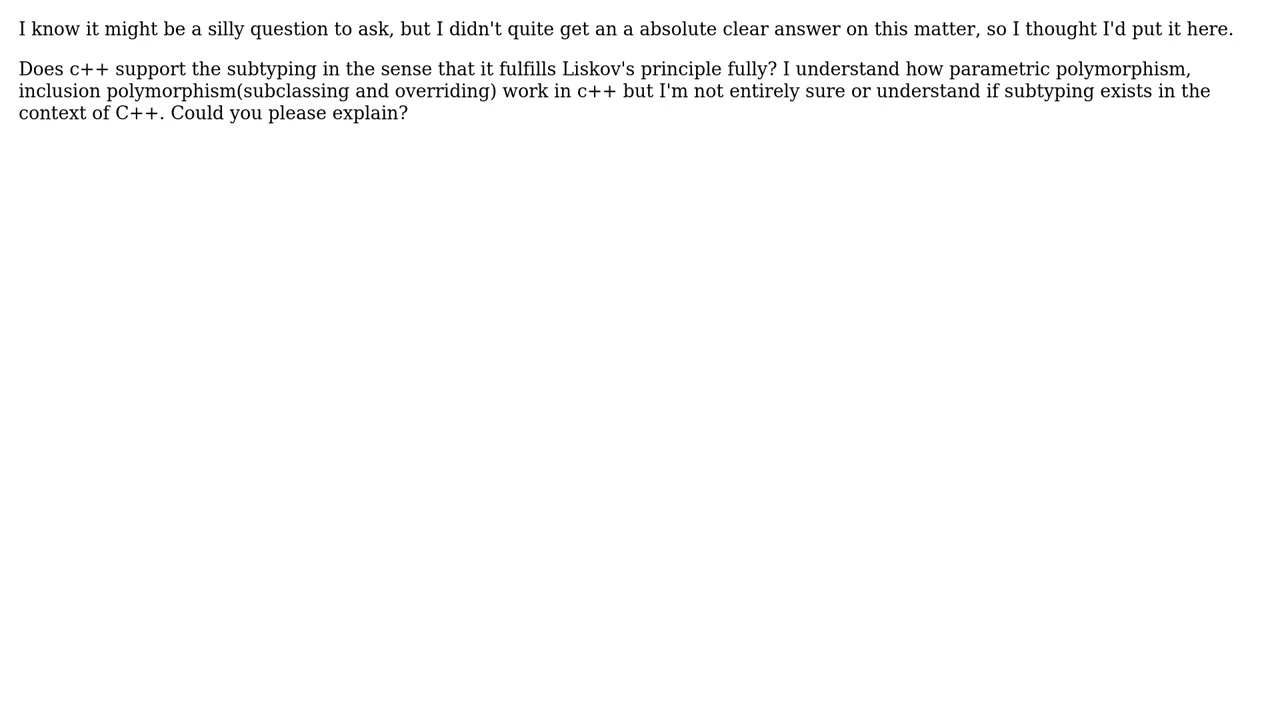 I know it might be a silly question to ask, but I didn't quite get an a absolute clear answer on this matter, so I thought I'd put it here.
Does c++ support the subtyping in the sense that it fulfills Liskov's principle fully? I understand how parametric polymorphism,
inclusion polymorphism(subclassing and overriding) work in c++ but I'm not entirely sure or understand if subtyping exists in the
context of C++. Could you please explain?